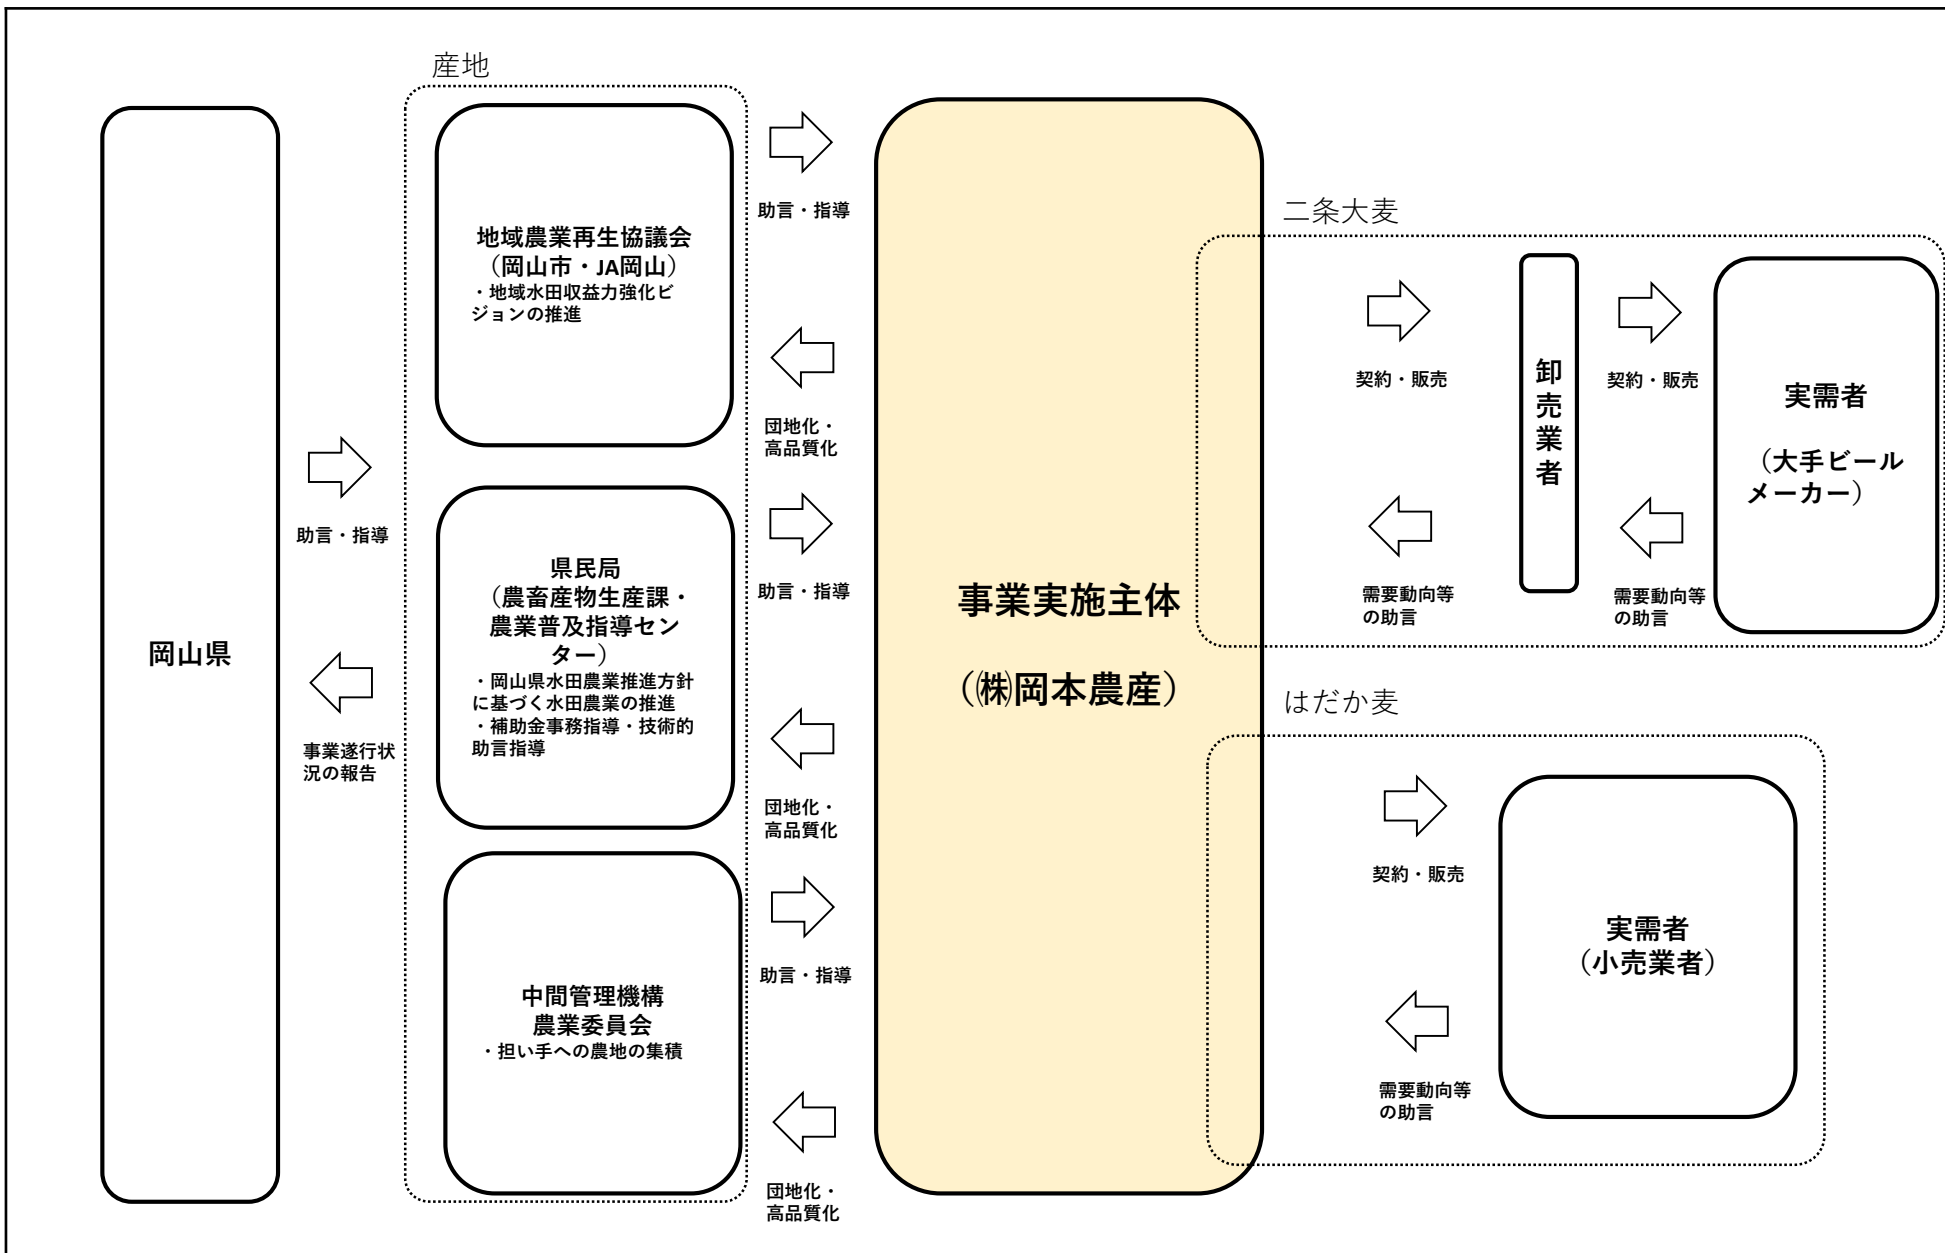 産地
岡山県
助言・指導
事業遂行状
況の報告
地域農業再生協議会
（岡山市・JA岡山）
・地域水田収益力強化ビ
ジョンの推進
県民局
（農畜産物生産課・
農業普及指導セン
ター）
・岡山県水田農業推進方針
に基づく水田農業の推進
・補助金事務指導・技術的
助言指導
中間管理機構
農業委員会
・担い手への農地の集積
助言・指導
団地化・
高品質化
助言・指導
団地化・
高品質化
助言・指導
団地化・
高品質化
事業実施主体
（㈱岡本農産）
二条大麦
契約・販売
需要動向等
の助言
卸売業者
契約・販売
需要動向等
の助言
実需者
（大手ビール
メーカー）
はだか麦
契約・販売
需要動向等
の助言
実需者
（小売業者）